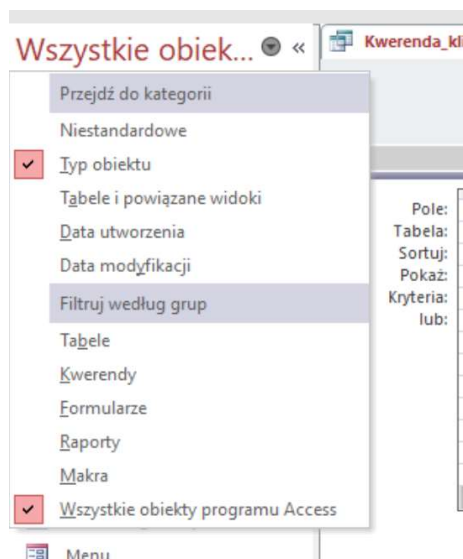 Wszystkie obiek... «
Kwerenda_kli
Przejdź do kategorii
Niestandardowe
Typ obiektu
Tabele i powiązane widoki
Data utworzenia
Data modyfikacji
Filtruj według grup
Tabele
Kwerendy
Formularze
Raporty
Makra
Wszystkie obiekty programu Access
Menu
Pole:
Tabela:
Sortuj:
Pokaż:
Kryteria:
lub: